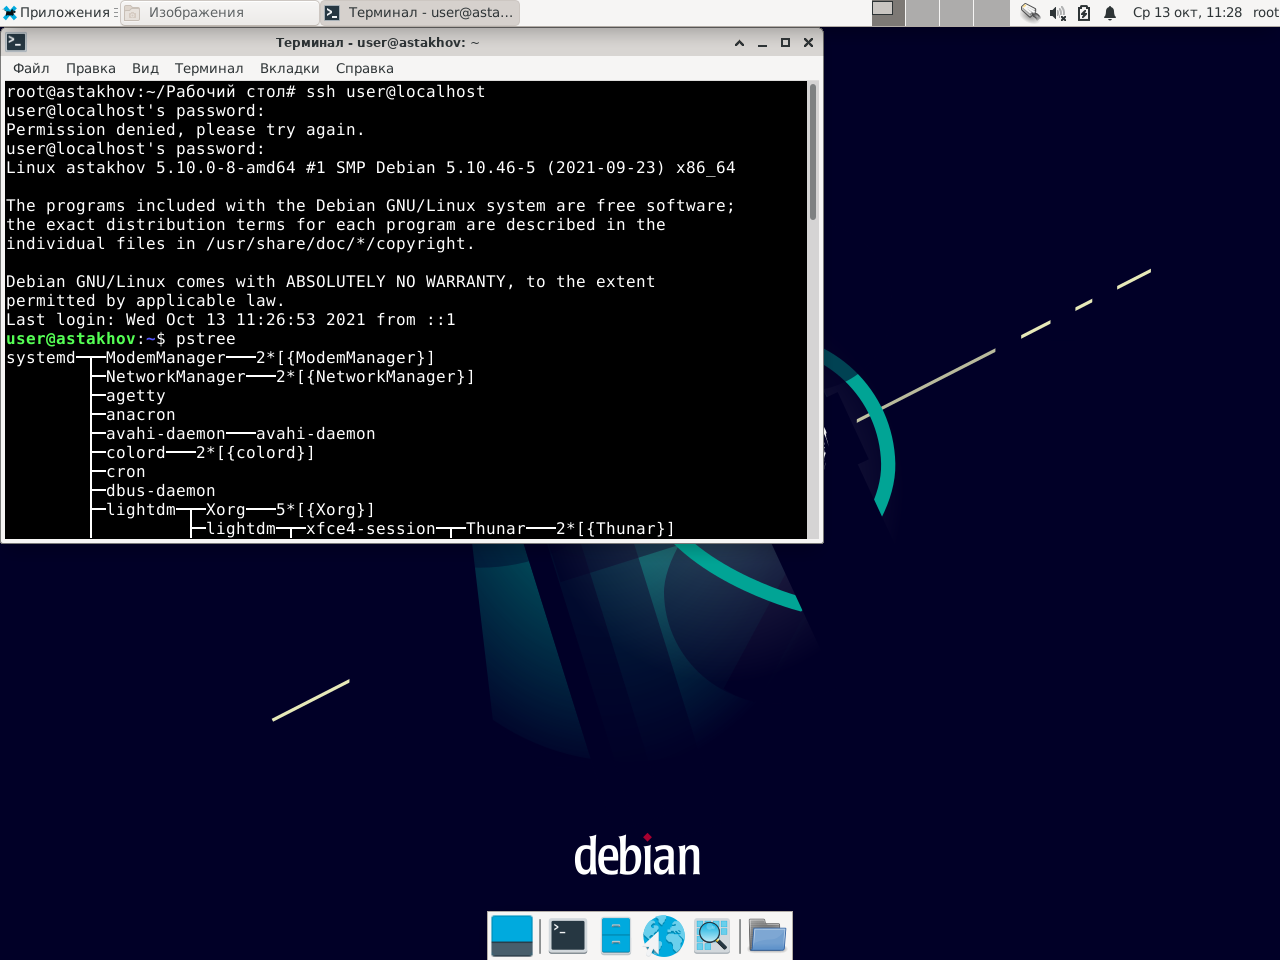 Приложения
Изображения
Терминал - user@asta...
Ср 13 окт, 11:28
root
Терминал - user@astakhov: ~
Файл Правка Вид Терминал Вкладки Справка
root@astakhov:~/Рабочий стол# ssh user@localhost
user@localhost's password:
Permission denied, please try again.
user@localhost's password:
Linux astakhov 5.10.0-8-amd64 #1 SMP Debian 5.10.46-5 (2021-09-23) x86_64
The programs included with the Debian GNU/Linux system are free software;
the exact distribution terms for each program are described in the
individual files in /usr/share/doc/*/copyright.
Debian GNU/Linux comes with ABSOLUTELY NO WARRANTY, to the extent
permitted by applicable law.
Last login: Wed Oct 13 11:26:53 2021 from ::1
user@astakhov:~$ pstree
systemd─┬─ModemManager───2*[{ModemManager}]
        ├─NetworkManager───2*[{NetworkManager}]
        ├─agetty
        ├─anacron
        ├─avahi-daemon───avahi-daemon
        ├─colord───2*[{colord}]
        ├─cron
        ├─dbus-daemon
        ├─lightdm─┬─Xorg───5*[{Xorg}]
        │         ├─lightdm─┬─xfce4-session─┬─Thunar───2*[{Thunar}]
debian